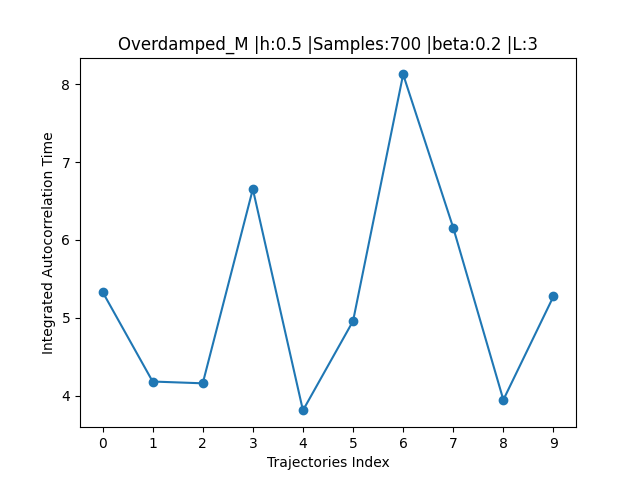 Overdamped_M |h:0.5 |Samples:700 |beta:0.2 |L:3
Integrated Autocorrelation Time
8
7
6
5
4
0 1 2 3 4 5 6 7 8 9
Trajectories Index